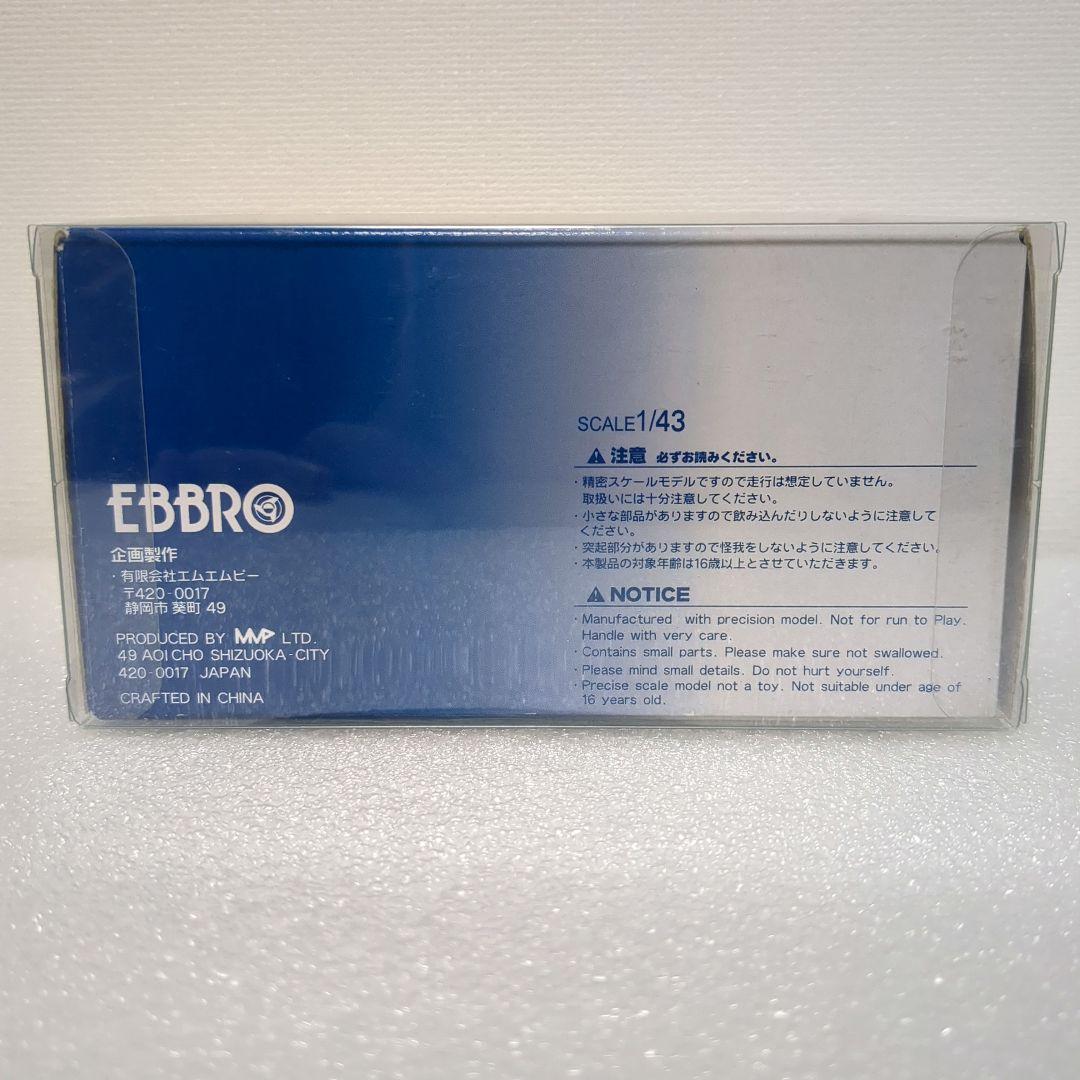 EBBRO
企画製作
・有限会社エムエムピー
〒420-0017
静岡市 葵町 49
PRODUCED BY MMP LTD.
49 AOI CHO SHIZUOKA-CITY
420-0017 JAPAN
CRAFTED IN CHINA
SCALE1/43
⚠ 注意 必ずお読みください。
・精密スケールモデルですので走行は想定していません。
取扱いには十分注意してください。
・小さな部品がありますので飲み込んだりしないように注意して
ください。
・突起部分がありますので怪我をしないように注意してください。
・本製品の対象年齢は16歳以上とさせていただきます。
⚠ NOTICE
・Manufactured with precision model. Not for run to Play.
Handle with very care.
・Contains small parts. Please make sure not swallowed.
・Please mind small details. Do not hurt yourself.
・Precise scale model not a toy. Not suitable under age of
16 years old.